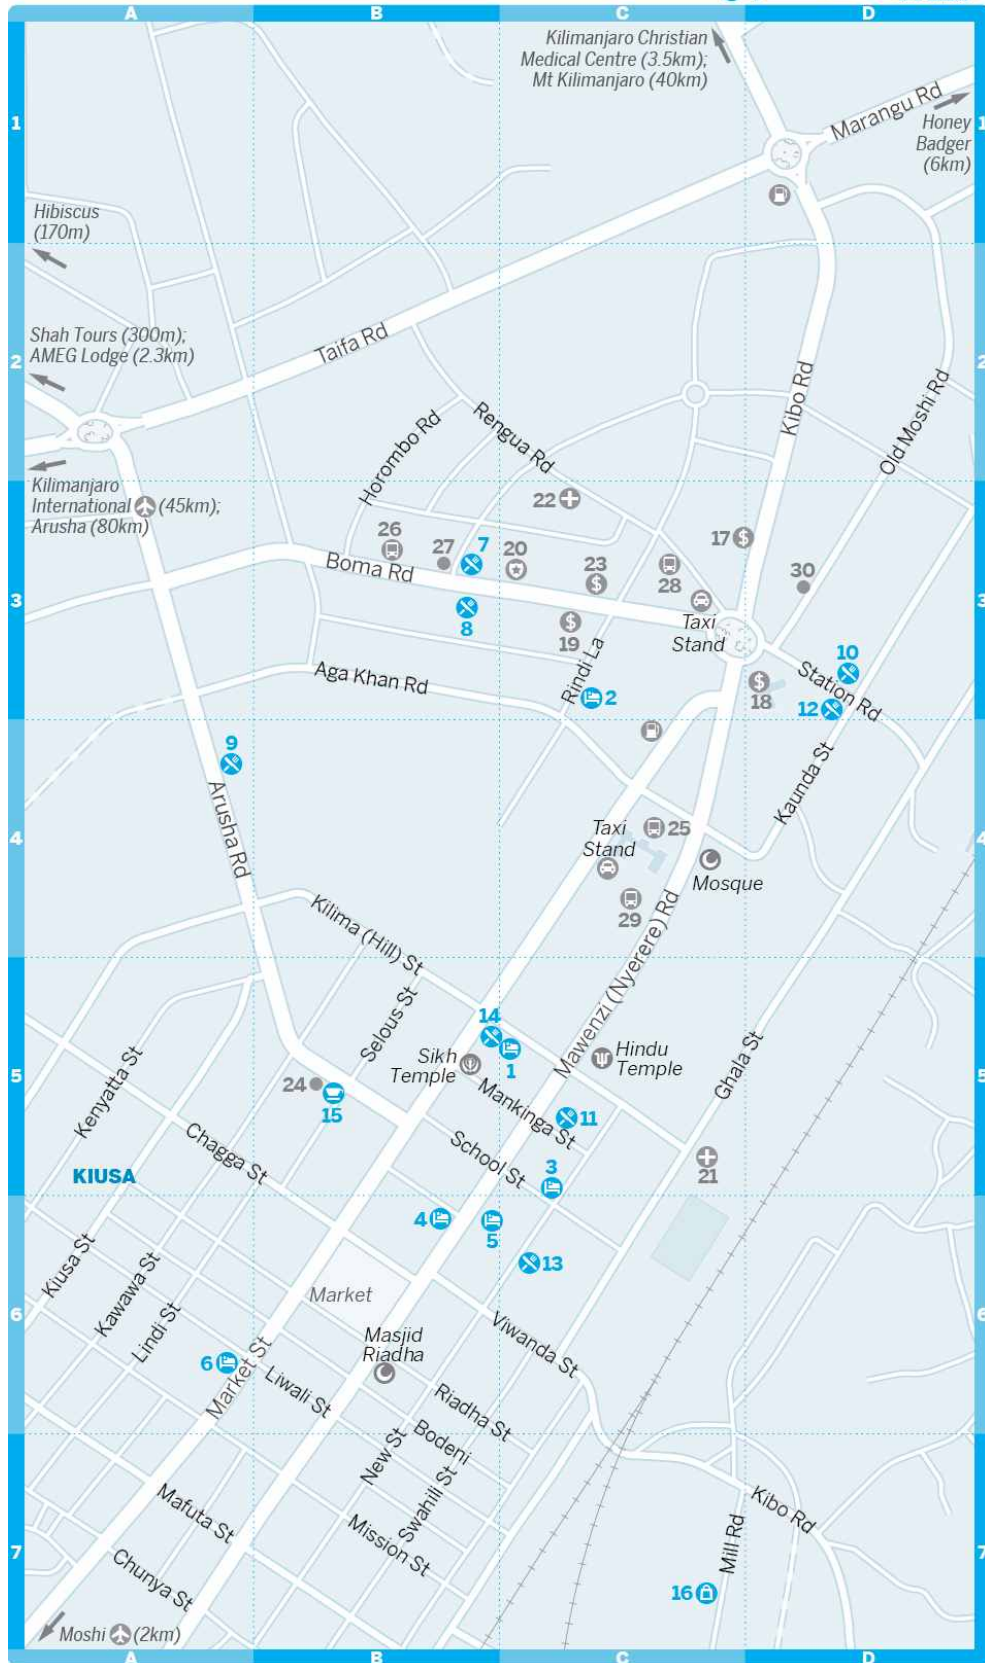 A B C D
Kilimanjaro Christian
Medical Centre (3.5km);
Mt Kilimanjaro (40km)
Marangu Rd
1 1
Honey
Badger
(6km)
Hibiscus
(170m)
Shah Tours (300m);
AMEG Lodge (2.3km)
Taifa Rd
2 2
Kibo Rd
Old Moshi Rd
Horombo Rd
Rengua Rd
Kilimanjaro
International (45km);
Arusha (80km)
22
26
27
7
20
23
17
28
30
Boma Rd
3 3
8
19
Taxi
Stand
Rindi La
10
Station Rd
Aga Khan Rd
2
18
12
9
Kaunda St
Arusha Rd
4 4
Taxi
Stand
25
Mosque
29
Kilima (Hill) St
Mawenzi (Nyerere) Rd
Selous St
14
1
Sikh
Temple
Hindu
Temple
Ghala St
5 5
Kenyatta St
24
15
Mankinga St
11
Chagga St
School St
3
21
KIUSA
4
5
13
Kiusa St
Kawawa St
Lindi St
Market
6 6
Viwanda St
Masjid
Riadha
6
Market St
Liwali St
Riadha St
Bodeni
New St
Swahili St
Mafuta St
Mission St
Kibo Rd
Mill Rd
7 7
Chunya St
16
Moshi (2km)
A B C D